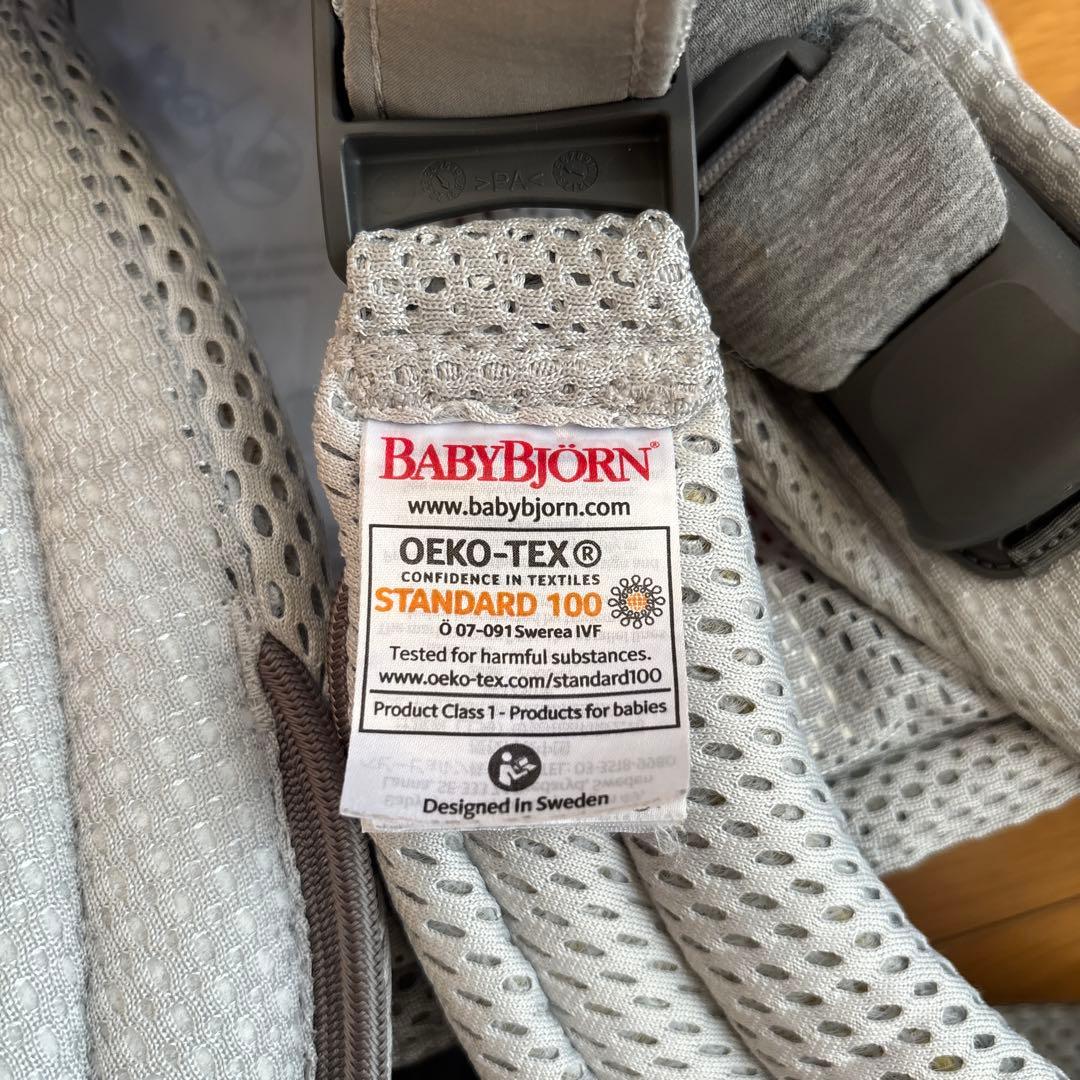 >PA<
BABYBJÖRN®
www.babybjorn.com
OEKO-TEX®
CONFIDENCE IN TEXTILES
STANDARD 100
Ö 07-091 Swerea IVF
Tested for harmful substances.
www.oeko-tex.com/standard100
Product Class 1 - Products for babies
Designed in Sweden